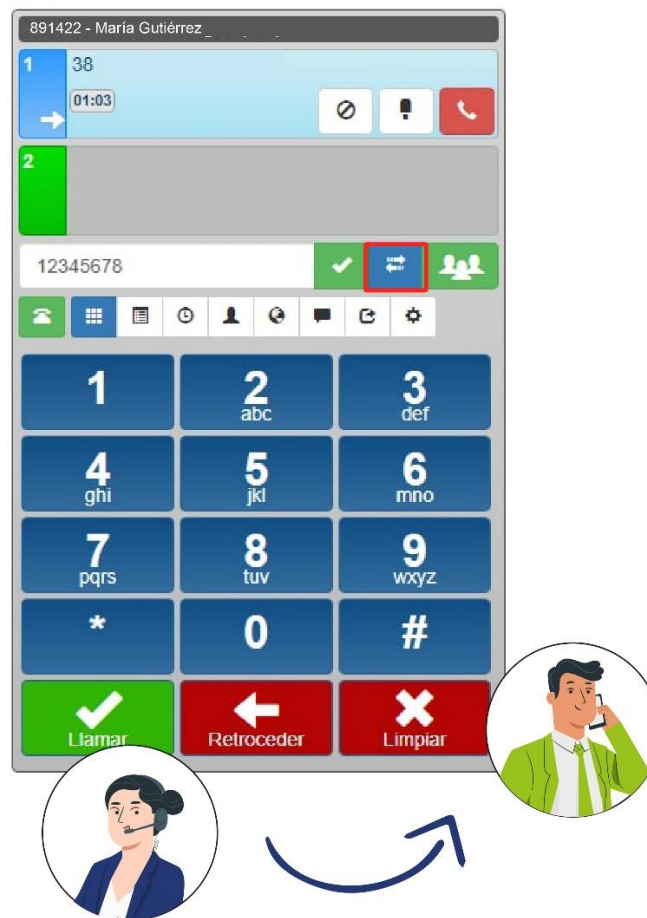 891422 - María Gutiérrez
1 38
01:03
2
12345678
1 2 3
abc def
4 5 6
ghi jkl mno
7 8 9
pqrs tuv wxyz
* 0 #
Llamar Retroceder Limpiar